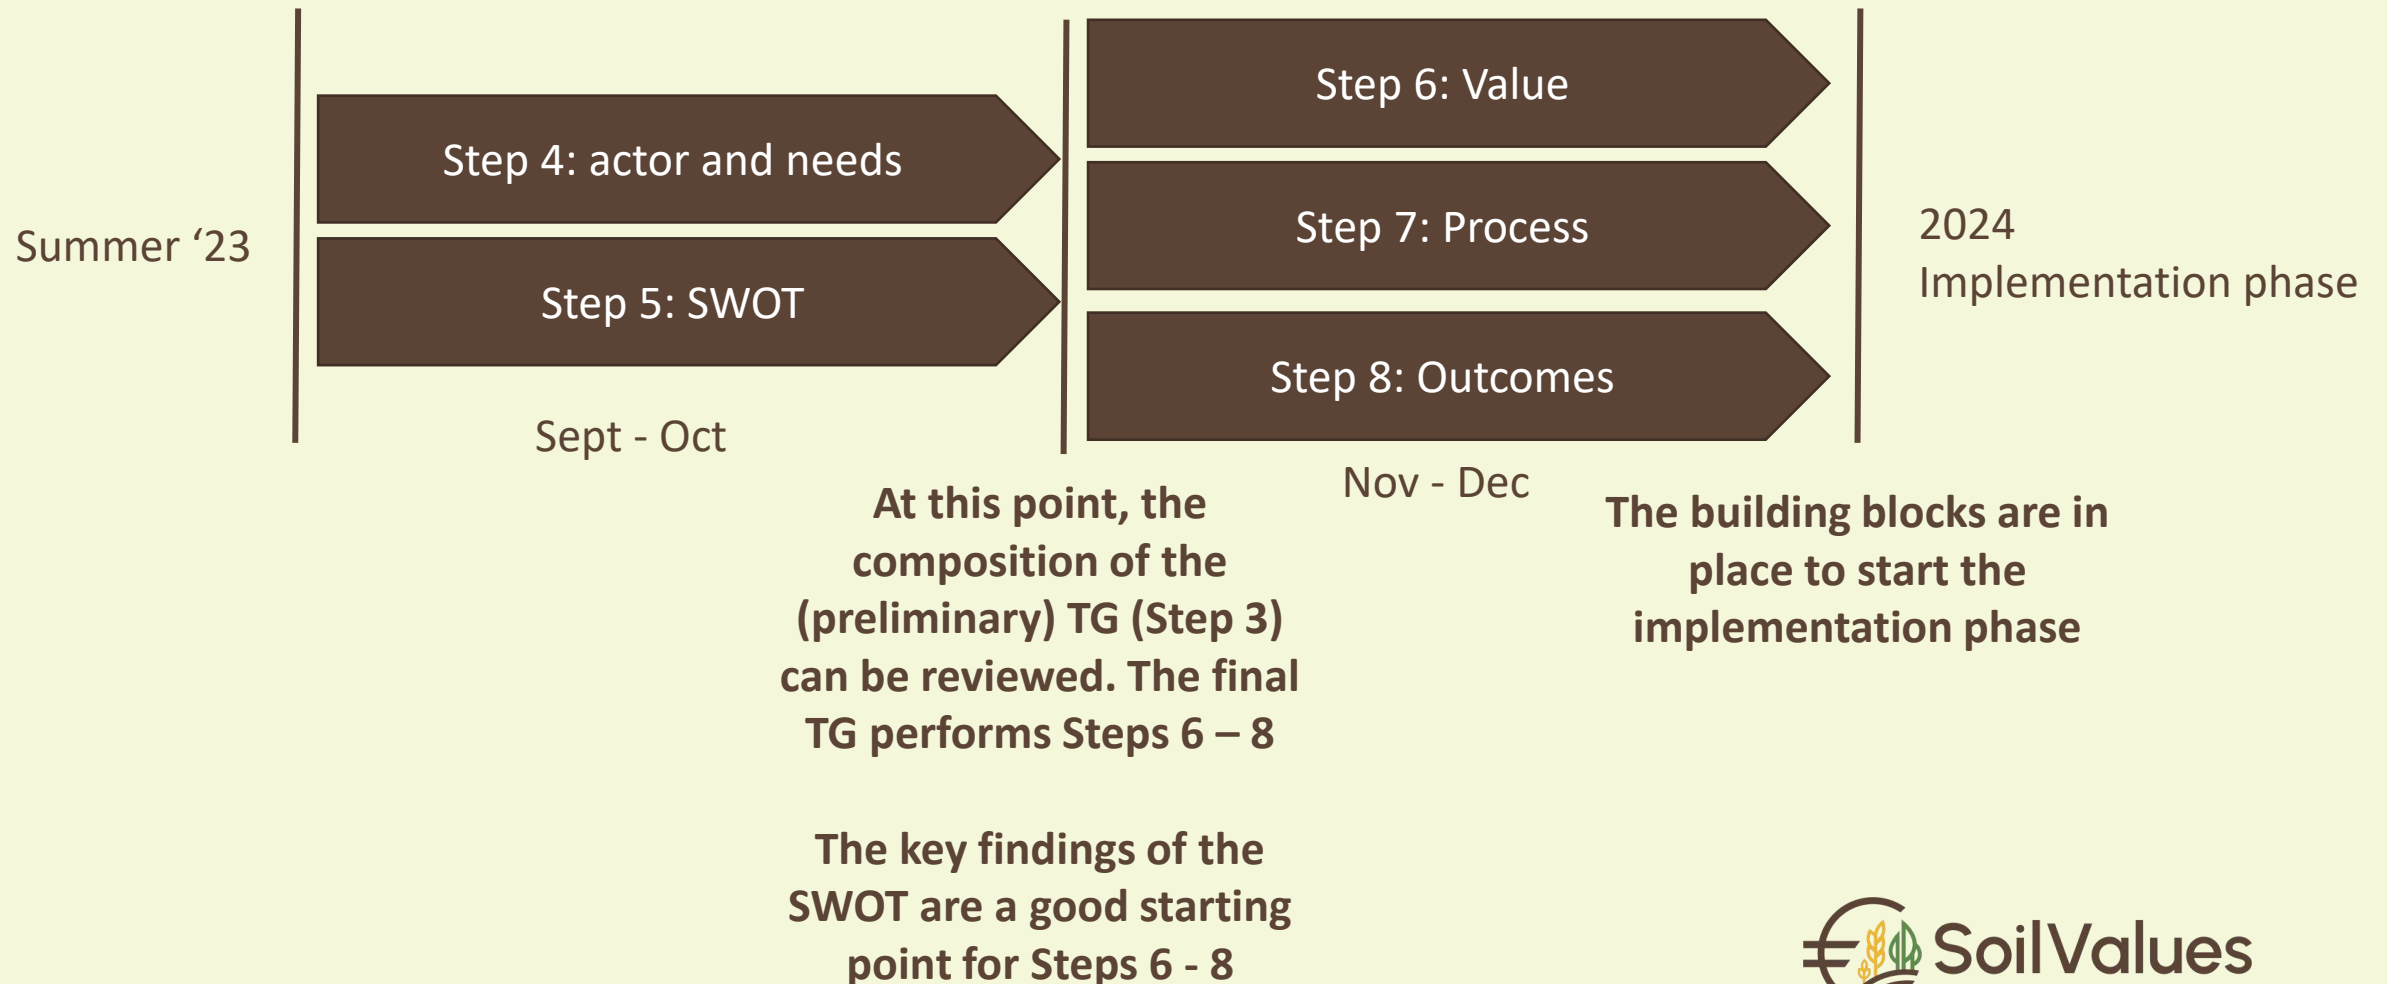 Summer ‘23
Step 4: actor and needs
Step 5: SWOT
Sept - Oct
Step 6: Value
Step 7: Process
Step 8: Outcomes
Nov - Dec
2024
Implementation phase
At this point, the
composition of the
(preliminary) TG (Step 3)
can be reviewed. The final
TG performs Steps 6 – 8
The key findings of the
SWOT are a good starting
point for Steps 6 - 8
The building blocks are in
place to start the
implementation phase
SoilValues